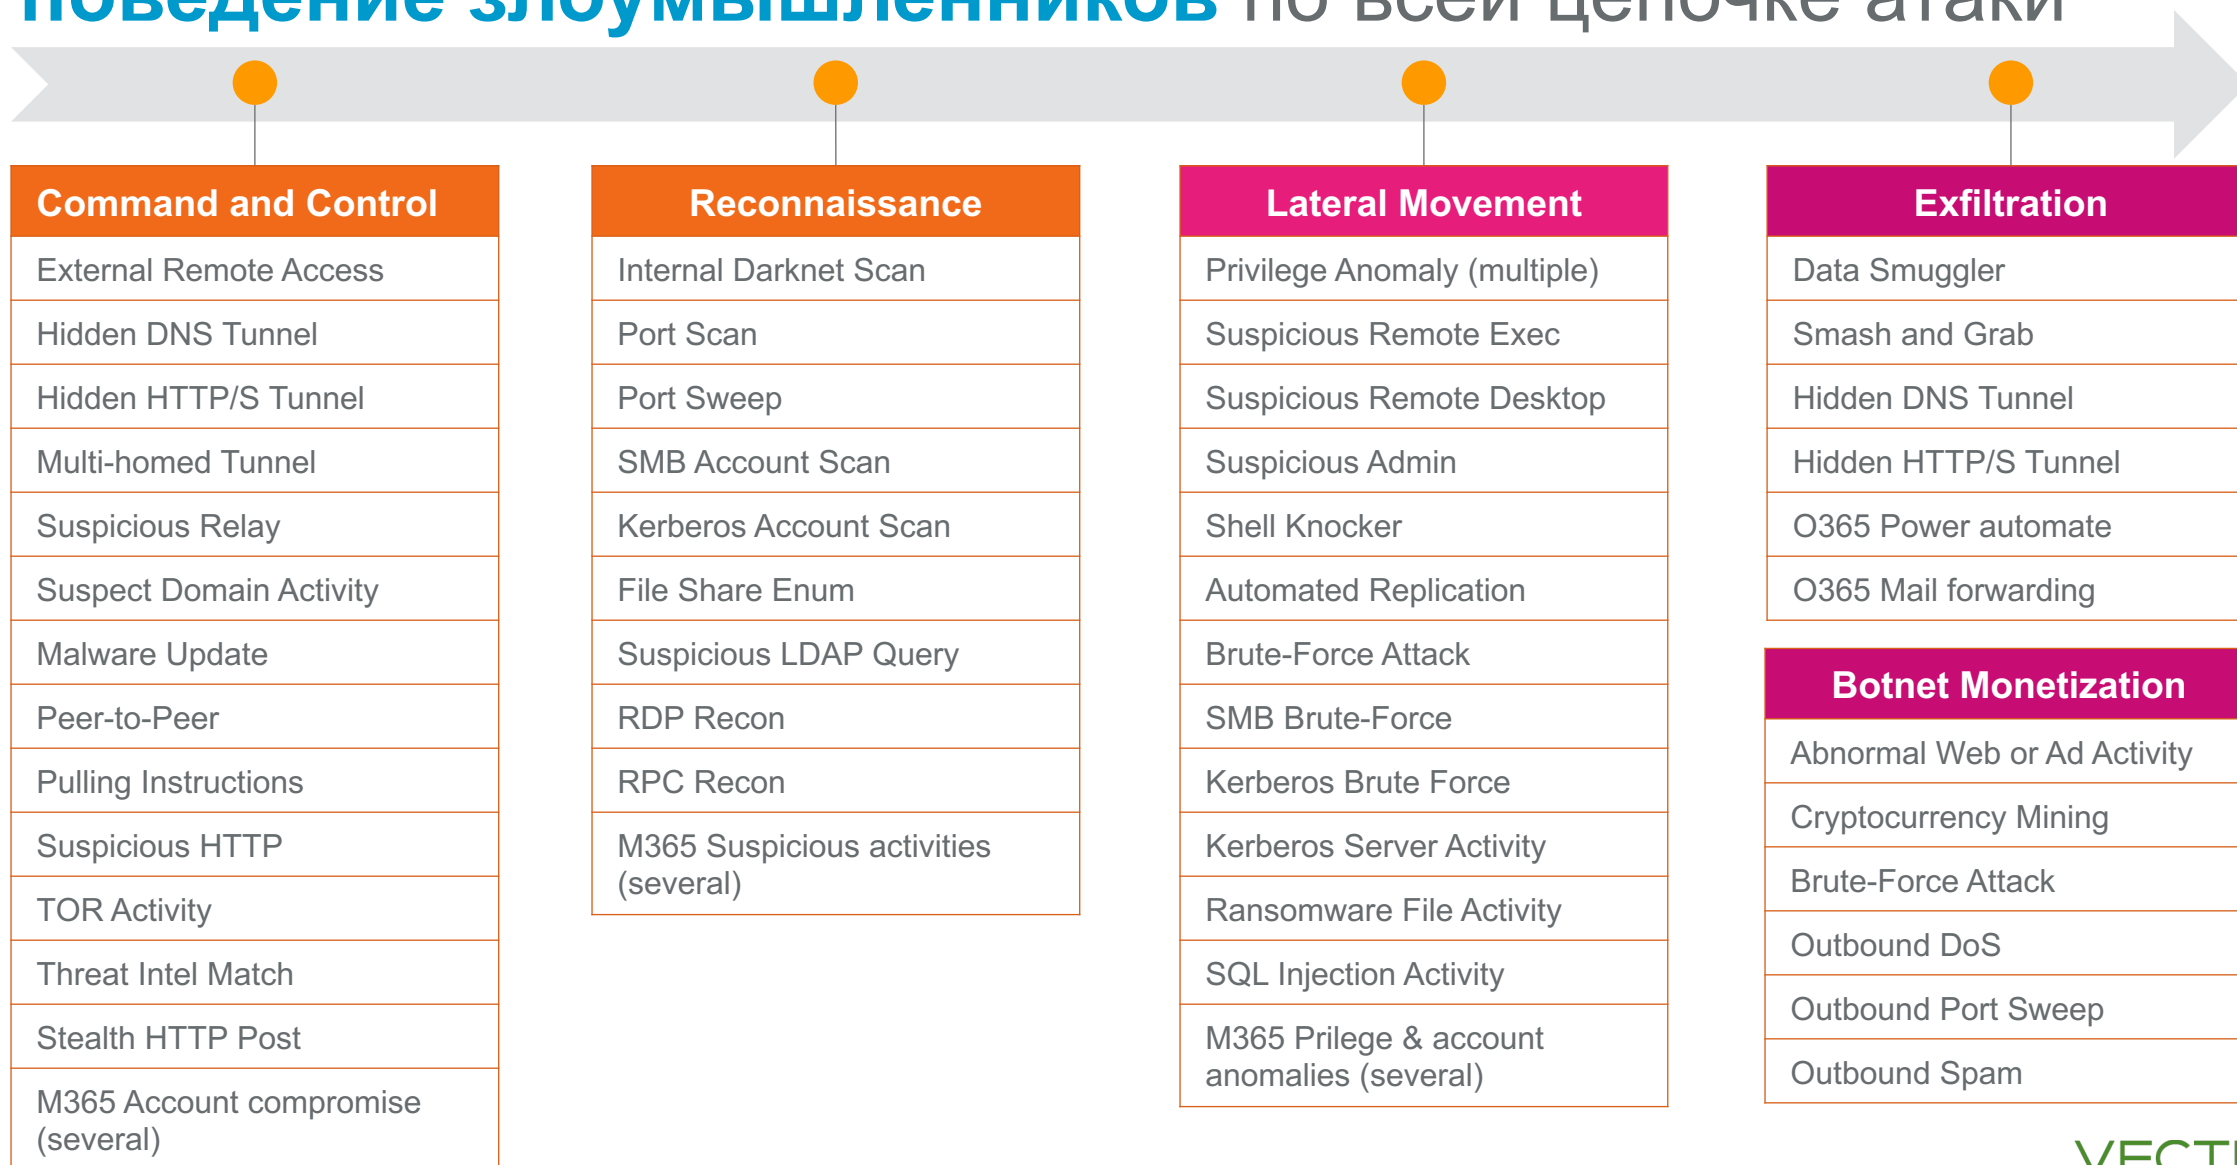 поведение злоумышленников по всей цепочке атаки
Command and Control
External Remote Access
Hidden DNS Tunnel
Hidden HTTP/S Tunnel
Multi-homed Tunnel
Suspicious Relay
Suspect Domain Activity
Malware Update
Peer-to-Peer
Pulling Instructions
Suspicious HTTP
TOR Activity
Threat Intel Match
Stealth HTTP Post
M365 Account compromise
(several)
Reconnaissance
Internal Darknet Scan
Port Scan
Port Sweep
SMB Account Scan
Kerberos Account Scan
File Share Enum
Suspicious LDAP Query
RDP Recon
RPC Recon
M365 Suspicious activities
(several)
Lateral Movement
Privilege Anomaly (multiple)
Suspicious Remote Exec
Suspicious Remote Desktop
Suspicious Admin
Shell Knocker
Automated Replication
Brute-Force Attack
SMB Brute-Force
Kerberos Brute Force
Kerberos Server Activity
Ransomware File Activity
SQL Injection Activity
M365 Prilege & account
anomalies (several)
Exfiltration
Data Smuggler
Smash and Grab
Hidden DNS Tunnel
Hidden HTTP/S Tunnel
O365 Power automate
O365 Mail forwarding
Botnet Monetization
Abnormal Web or Ad Activity
Cryptocurrency Mining
Brute-Force Attack
Outbound DoS
Outbound Port Sweep
Outbound Spam